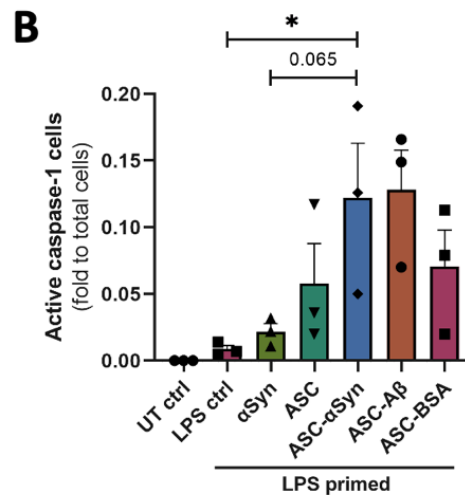 B
*
0.065
Active caspase-1 cells
(fold to total cells)
0.20
0.15
0.10
0.05
0.00
UT ctrl
LPS ctrl
αSyn
ASC
ASC-αSyn
ASC-Aβ
ASC-BSA
LPS primed